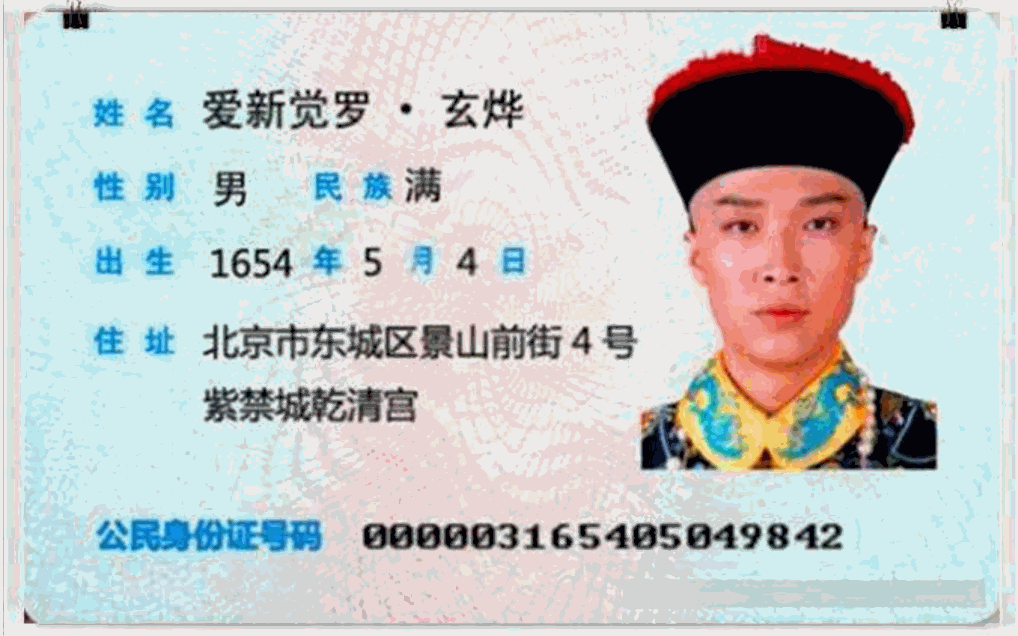 姓名 爱新觉罗·玄烨
性别 男 民族 满
出生 1654 年 5 月 4 日
住址 北京市东城区景山前街 4 号
紫禁城乾清宫
公民身份证号码 000003165405049842